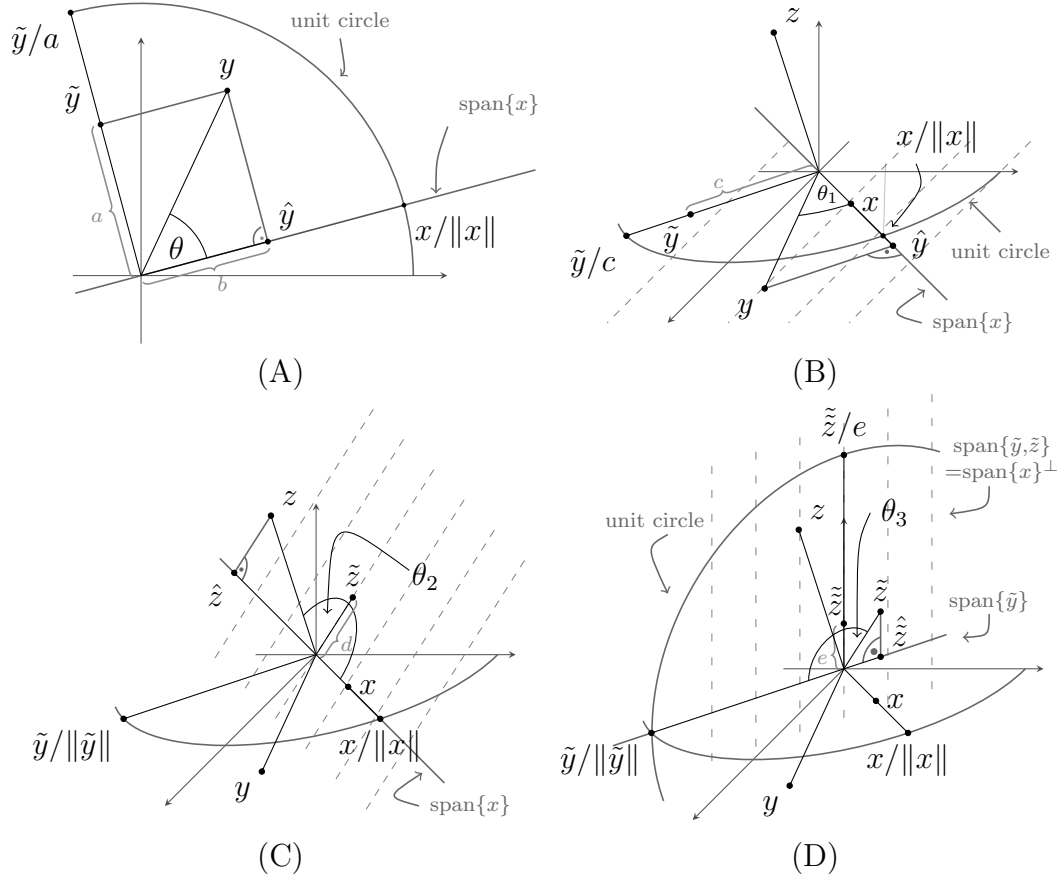 unit circle
ỹ/a
y
ỹ
span{x}
a
ŷ
θ
x/‖x‖
b
(A)
z
x/‖x‖
c
θ₁
x
ỹ
ŷ
ỹ/c
unit circle
y
span{x}
(B)
z
θ₂
z̃
ẑ
d
x
ỹ/‖ỹ‖
x/‖x‖
y
span{x}
(C)
z̃̃/e
span{ỹ,z̃}
=span{x}⊥
z
θ₃
unit circle
z̃̃
z̃
span{ỹ}
z̃̂
e
x
ỹ/‖ỹ‖
x/‖x‖
y
(D)